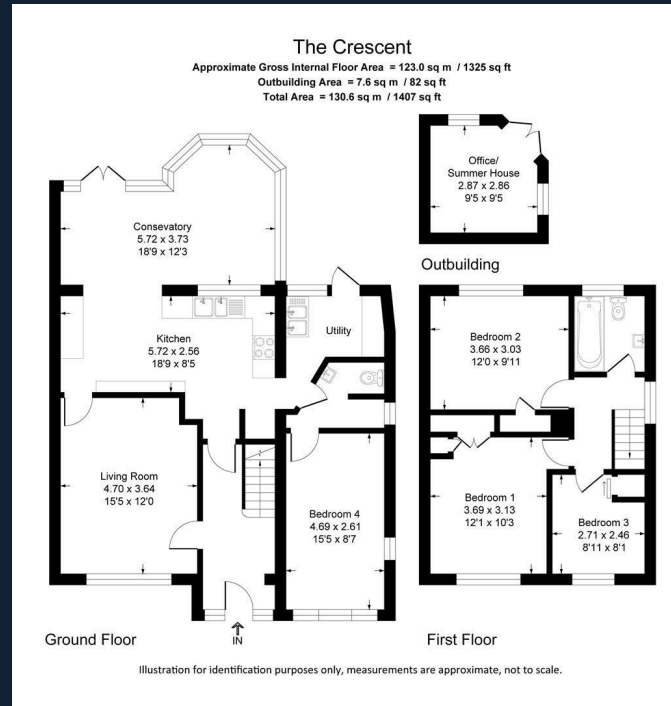 The Crescent
Approximate Gross Internal Floor Area = 123.0 sq m / 1325 sq ft
Outbuilding Area = 7.6 sq m / 82 sq ft
Total Area = 130.6 sq m / 1407 sq ft
Office/
Summer House
2.87 x 2.86
9'5 x 9'5
Outbuilding
Consevatory
5.72 x 3.73
18'9 x 12'3
Kitchen
5.72 x 2.56
18'9 x 8'5
Utility
Living Room
4.70 x 3.64
15'5 x 12'0
Bedroom 4
4.69 x 2.61
15'5 x 8'7
IN
Ground Floor
Bedroom 2
3.66 x 3.03
12'0 x 9'11
Bedroom 1
3.69 x 3.13
12'1 x 10'3
Bedroom 3
2.71 x 2.46
8'11 x 8'1
First Floor
Illustration for identification purposes only, measurements are approximate, not to scale.